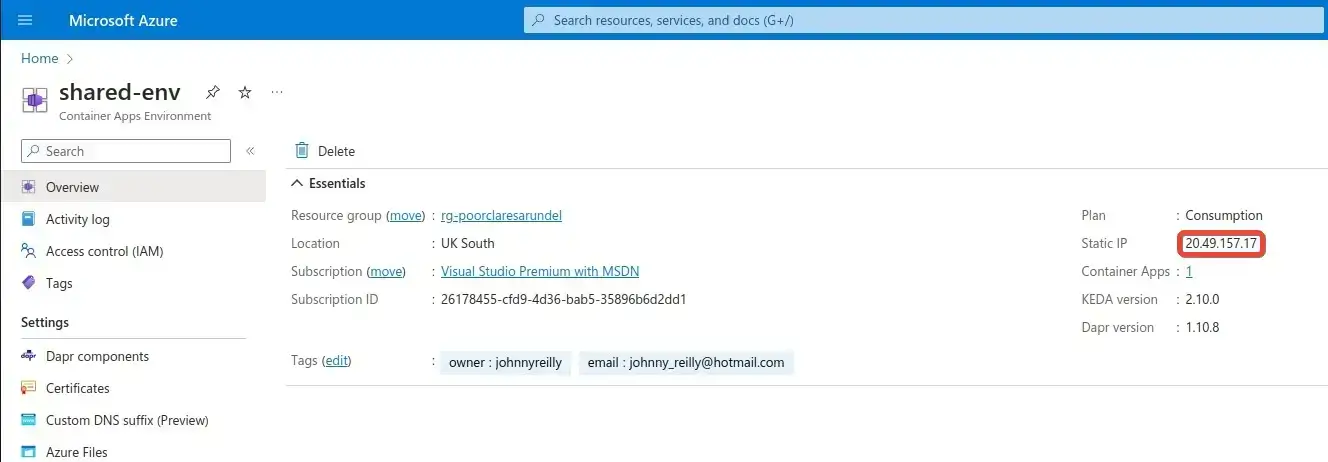 Microsoft Azure
Search resources, services, and docs (G+/)
Home
shared-env
...
Container Apps Environment
Search
«
Overview
Activity log
Access control (IAM)
Tags
Settings
Dapr components
Certificates
Custom DNS suffix (Preview)
Azure Files
Delete
Essentials
Resource group (move) : rg-poorclaresarundel
Location : UK South
Subscription (move) : Visual Studio Premium with MSDN
Subscription ID : 26178455-cfd9-4d36-bab5-35896b6d2dd1
Tags (edit) : owner : johnnyreilly email : johnny_reilly@hotmail.com
Plan : Consumption
Static IP : 20.49.157.17
Container Apps : 1
KEDA version : 2.10.0
Dapr version : 1.10.8